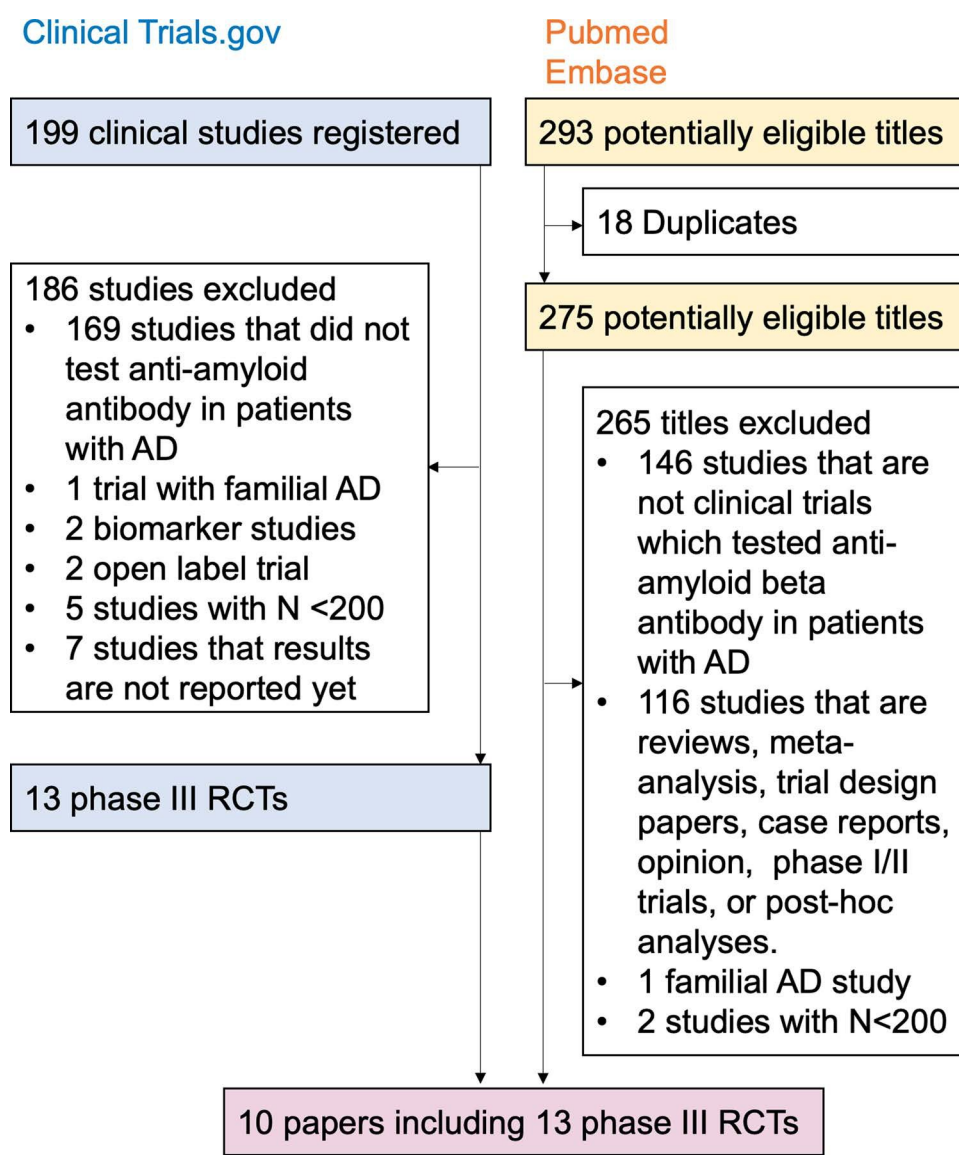 Clinical Trials.gov
199 clinical studies registered
186 studies excluded
• 169 studies that did not
test anti-amyloid
antibody in patients
with AD
• 1 trial with familial AD
• 2 biomarker studies
• 2 open label trial
• 5 studies with N <200
• 7 studies that results
are not reported yet
13 phase III RCTs
Pubmed
Embase
293 potentially eligible titles
18 Duplicates
275 potentially eligible titles
265 titles excluded
• 146 studies that are
not clinical trials
which tested anti-
amyloid beta
antibody in patients
with AD
• 116 studies that are
reviews, meta-
analysis, trial design
papers, case reports,
opinion, phase I/II
trials, or post-hoc
analyses.
• 1 familial AD study
• 2 studies with N<200
10 papers including 13 phase III RCTs